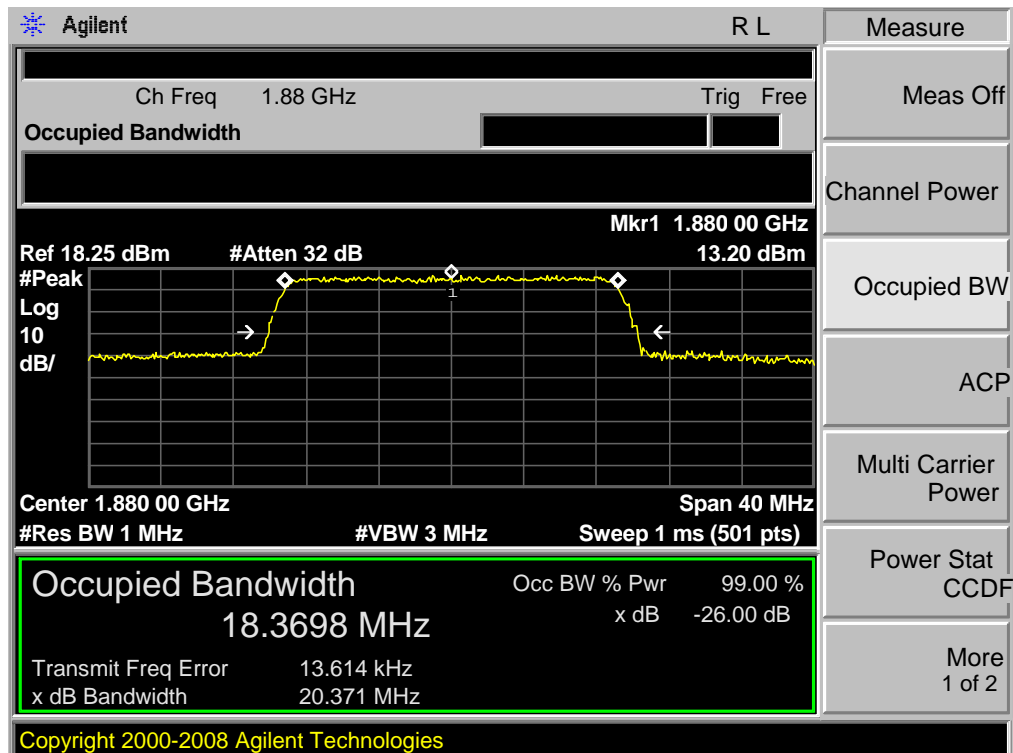 Agilent R L Measure
Ch Freq 1.88 GHz Trig Free
Occupied Bandwidth
Meas Off
Channel Power
Mkr1 1.880 00 GHz
Ref 18.25 dBm #Atten 32 dB 13.20 dBm
#Peak
Log
10
dB/
1
Occupied BW
ACP
Multi Carrier
Power
Center 1.880 00 GHz Span 40 MHz
#Res BW 1 MHz #VBW 3 MHz Sweep 1 ms (501 pts)
Occupied Bandwidth Occ BW % Pwr 99.00 %
18.3698 MHz x dB -26.00 dB
Transmit Freq Error 13.614 kHz
x dB Bandwidth 20.371 MHz
Power Stat
CCDF
More
1 of 2
Copyright 2000-2008 Agilent Technologies